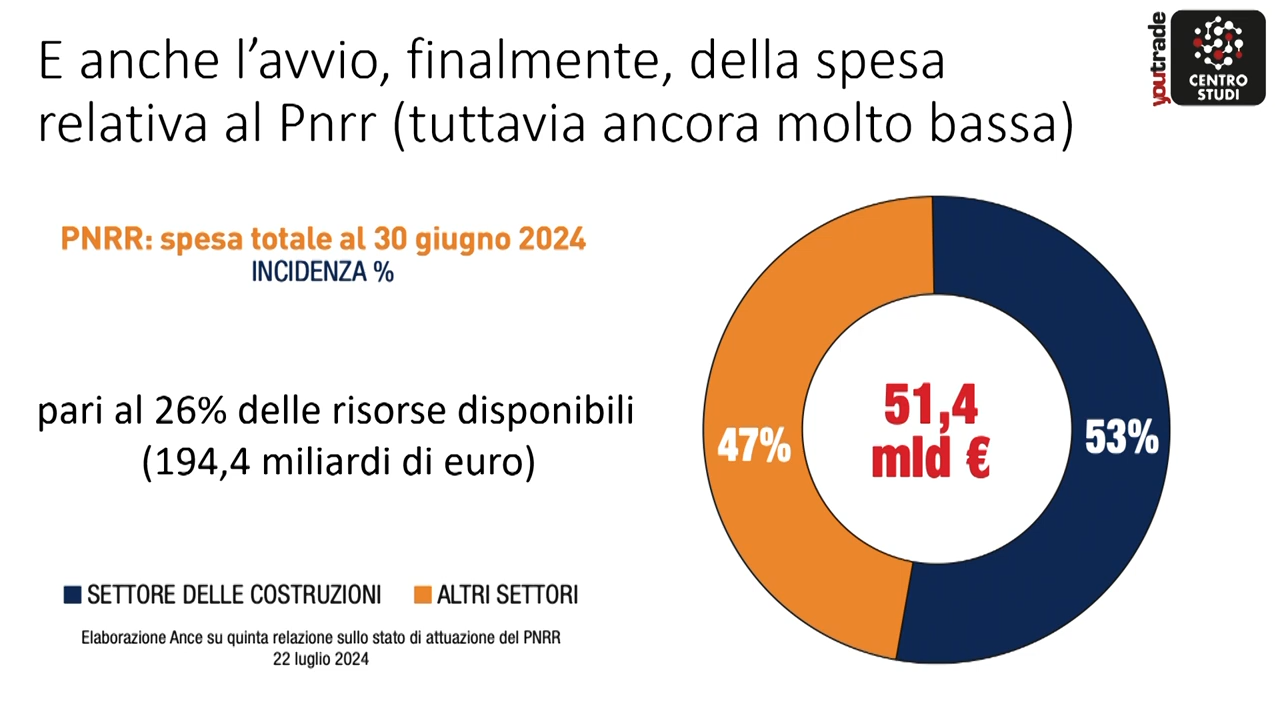 E anche l’avvio, finalmente, della spesa
relativa al Pnrr (tuttavia ancora molto bassa)
youtrade
CENTRO
STUDI
PNRR: spesa totale al 30 giugno 2024
INCIDENZA %
pari al 26% delle risorse disponibili
(194,4 miliardi di euro)
47%
51,4
mld €
53%
SETTORE DELLE COSTRUZIONI
ALTRI SETTORI
Elaborazione Ance su quinta relazione sullo stato di attuazione del PNRR
22 luglio 2024